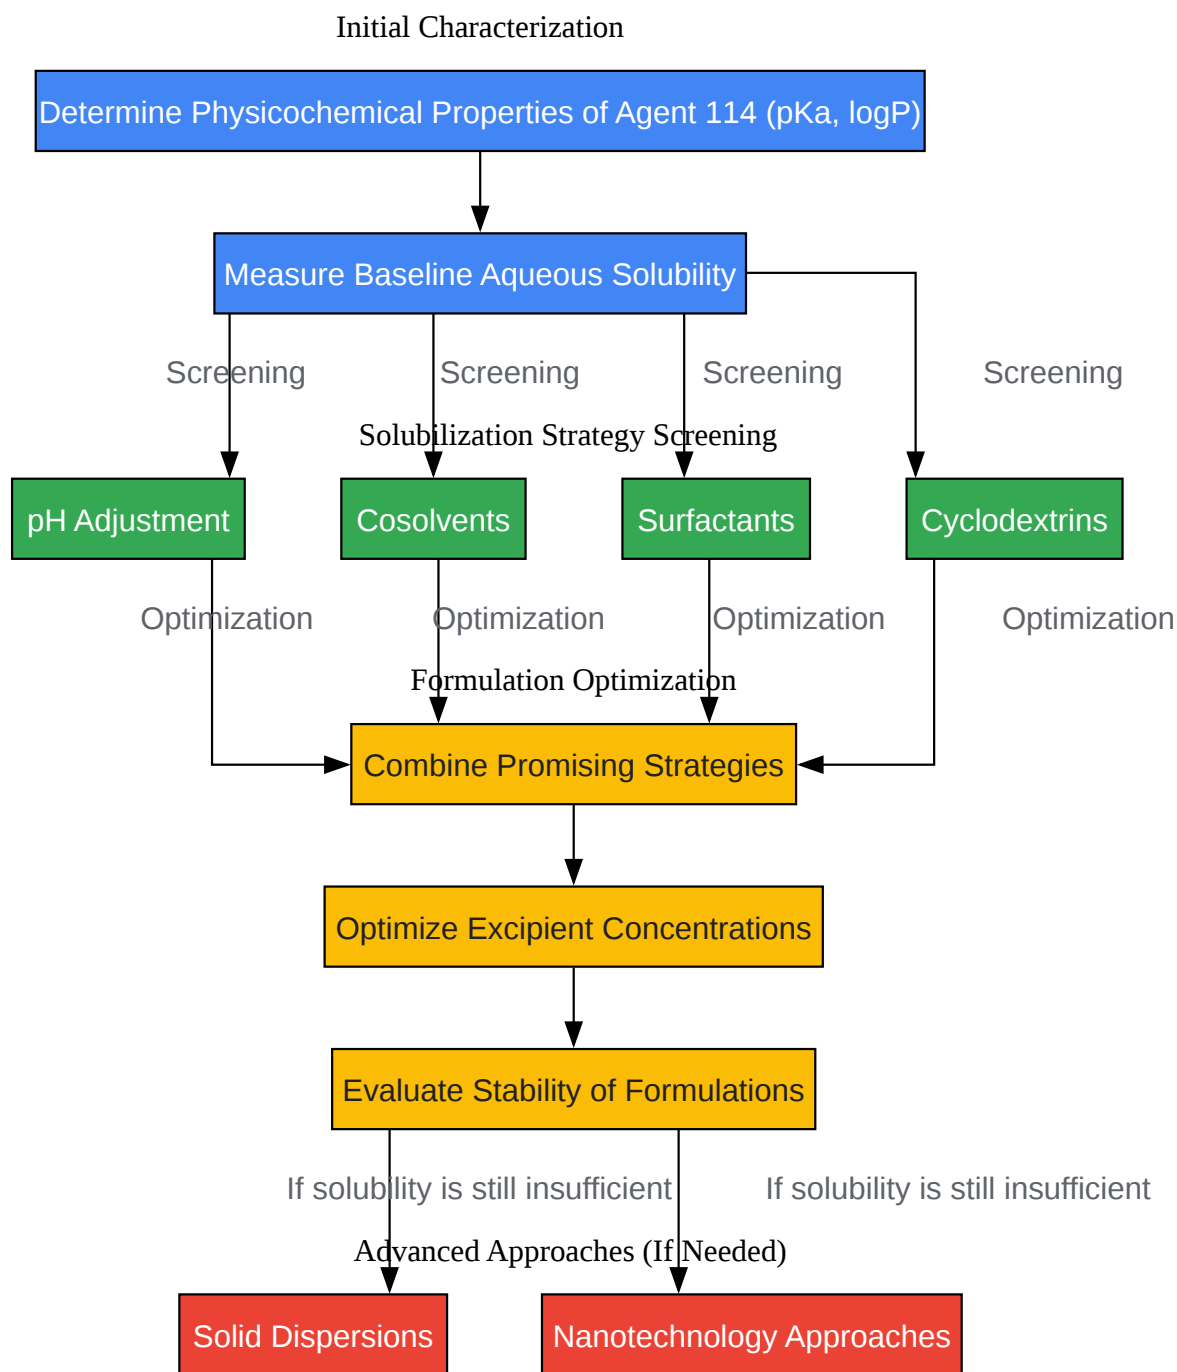 Initial Characterization
Determine Physicochemical Properties of Agent 114 (pKa, logP)
Measure Baseline Aqueous Solubility
Screening
Screening
Screening
Screening
Solubilization Strategy Screening
pH Adjustment
Cosolvents
Surfactants
Cyclodextrins
Optimization
Optimization
Optimization
Optimization
Formulation Optimization
Combine Promising Strategies
Optimize Excipient Concentrations
Evaluate Stability of Formulations
If solubility is still insufficient
If solubility is still insufficient
Advanced Approaches (If Needed)
Solid Dispersions
Nanotechnology Approaches